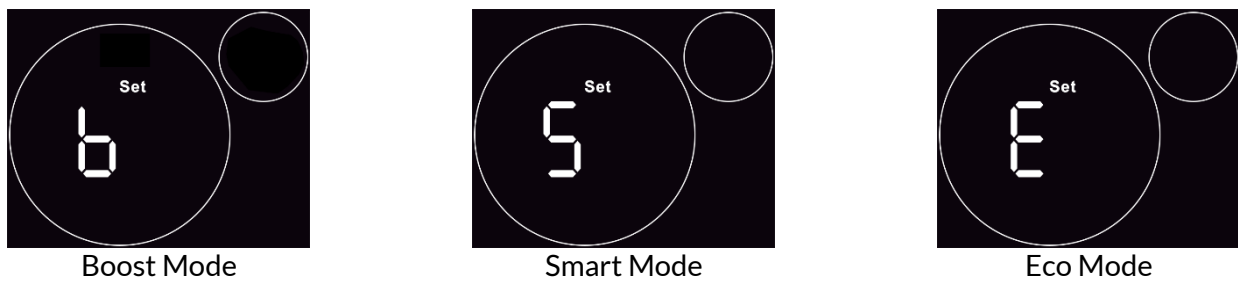 Set
b
Boost Mode
Set
S
Smart Mode
Set
E
Eco Mode